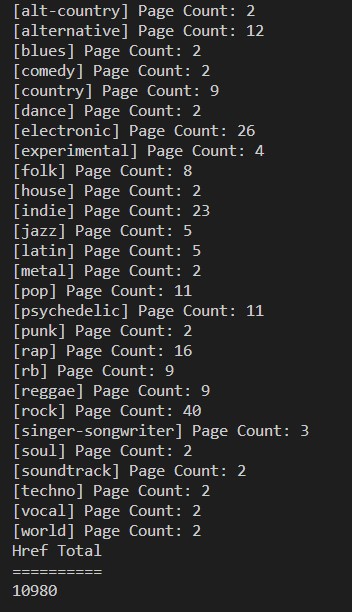 [alt-country] Page Count: 2
[alternative] Page Count: 12
[blues] Page Count: 2
[comedy] Page Count: 2
[country] Page Count: 9
[dance] Page Count: 2
[electronic] Page Count: 26
[experimental] Page Count: 4
[folk] Page Count: 8
[house] Page Count: 2
[indie] Page Count: 23
[jazz] Page Count: 5
[latin] Page Count: 5
[metal] Page Count: 2
[pop] Page Count: 11
[psychedelic] Page Count: 11
[punk] Page Count: 2
[rap] Page Count: 16
[rb] Page Count: 9
[reggae] Page Count: 9
[rock] Page Count: 40
[singer-songwriter] Page Count: 3
[soul] Page Count: 2
[soundtrack] Page Count: 2
[techno] Page Count: 2
[vocal] Page Count: 2
[world] Page Count: 2
Href Total
==========
10980